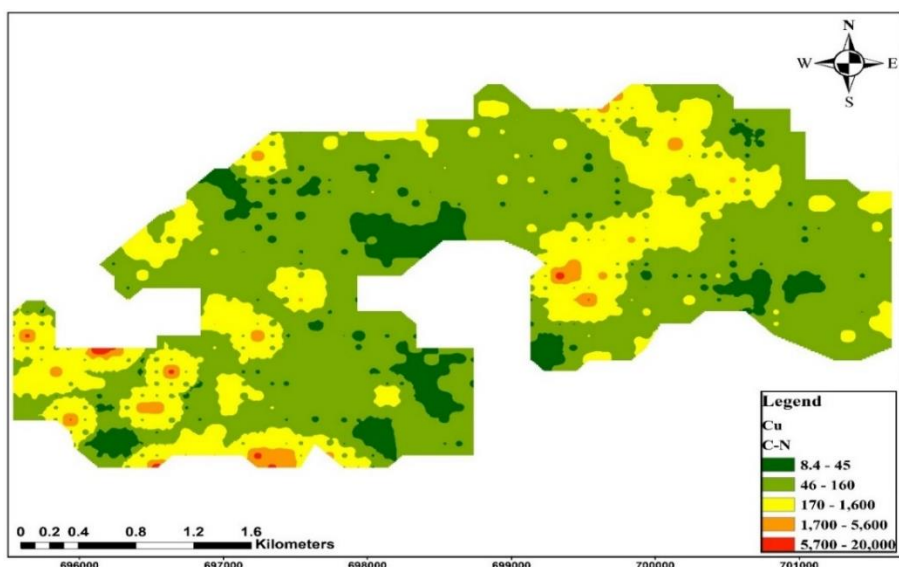 N
W E
S
Legend
Cu
C-N
8.4 - 45
46 - 160
170 - 1,600
1,700 - 5,600
5,700 - 20,000
0 0.2 0.4 0.8 1.2 1.6
Kilometers
696000 697000 698000 699000 700000 701000